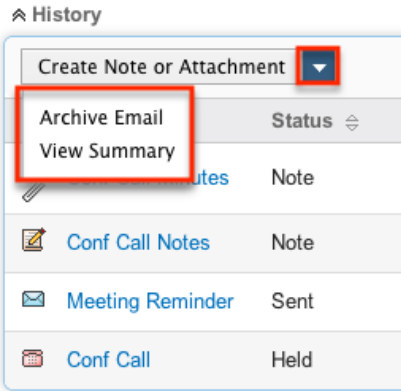 History
Create Note or Attachment
Archive Email
View Summary
Status
Note
Conf Call Notes
Note
Meeting Reminder
Sent
Conf Call
Held